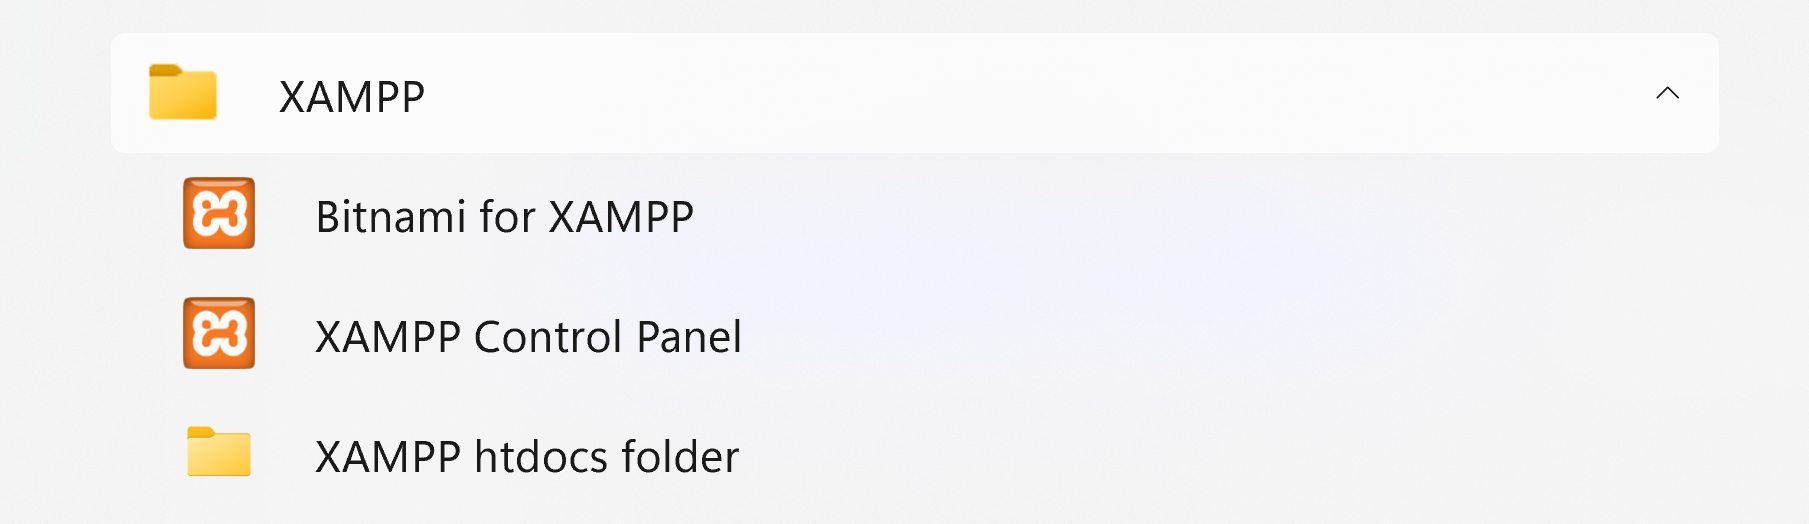 XAMPP
Bitnami for XAMPP
XAMPP Control Panel
XAMPP htdocs folder